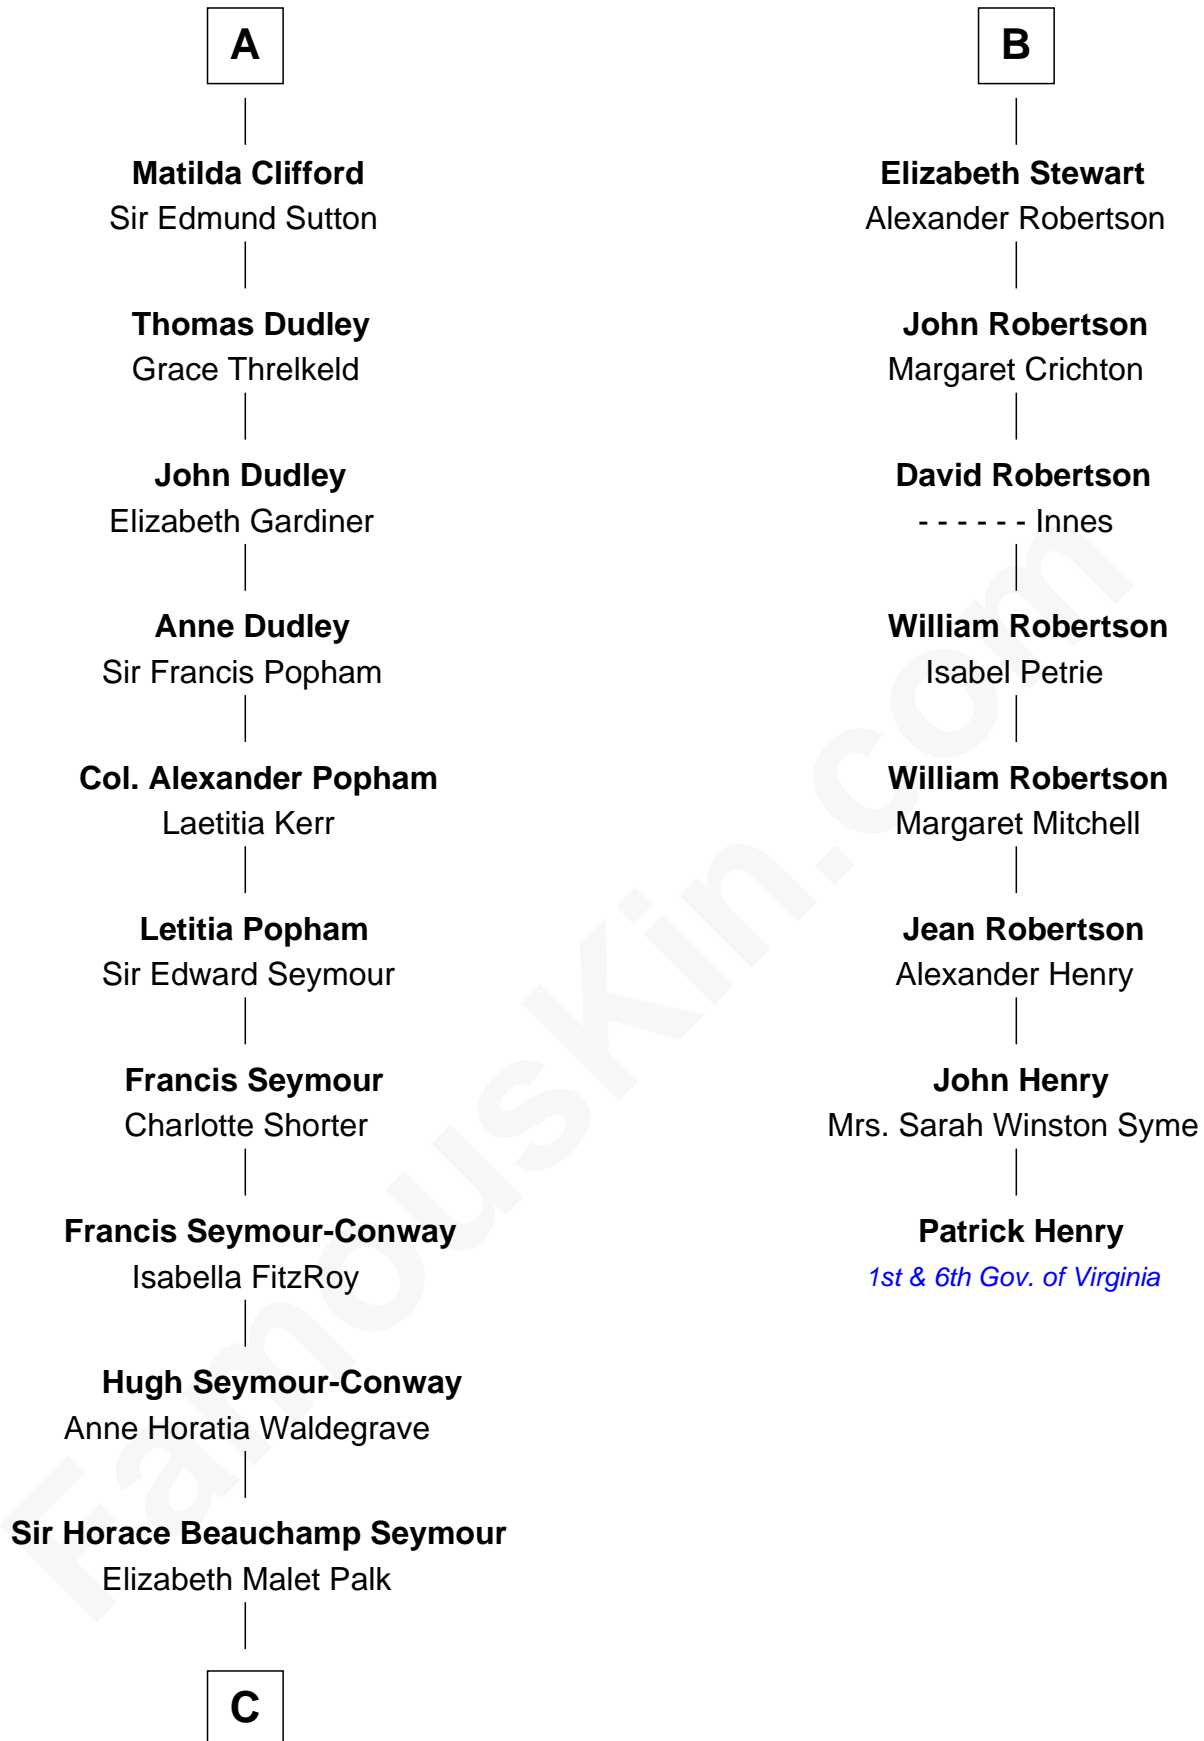 A
Matilda Clifford
Sir Edmund Sutton
Thomas Dudley
Grace Threlkeld
John Dudley
Elizabeth Gardiner
Anne Dudley
Sir Francis Popham
Col. Alexander Popham
Laetitia Kerr
Letitia Popham
Sir Edward Seymour
Francis Seymour
Charlotte Shorter
Francis Seymour-Conway
Isabella FitzRoy
Hugh Seymour-Conway
Anne Horatia Waldegrave
Sir Horace Beauchamp Seymour
Elizabeth Malet Palk
C
B
Elizabeth Stewart
Alexander Robertson
John Robertson
Margaret Crichton
David Robertson
- - - - - - Innes
William Robertson
Isabel Petrie
William Robertson
Margaret Mitchell
Jean Robertson
Alexander Henry
John Henry
Mrs. Sarah Winston Syme
Patrick Henry
1st & 6th Gov. of Virginia
FamousKin.com